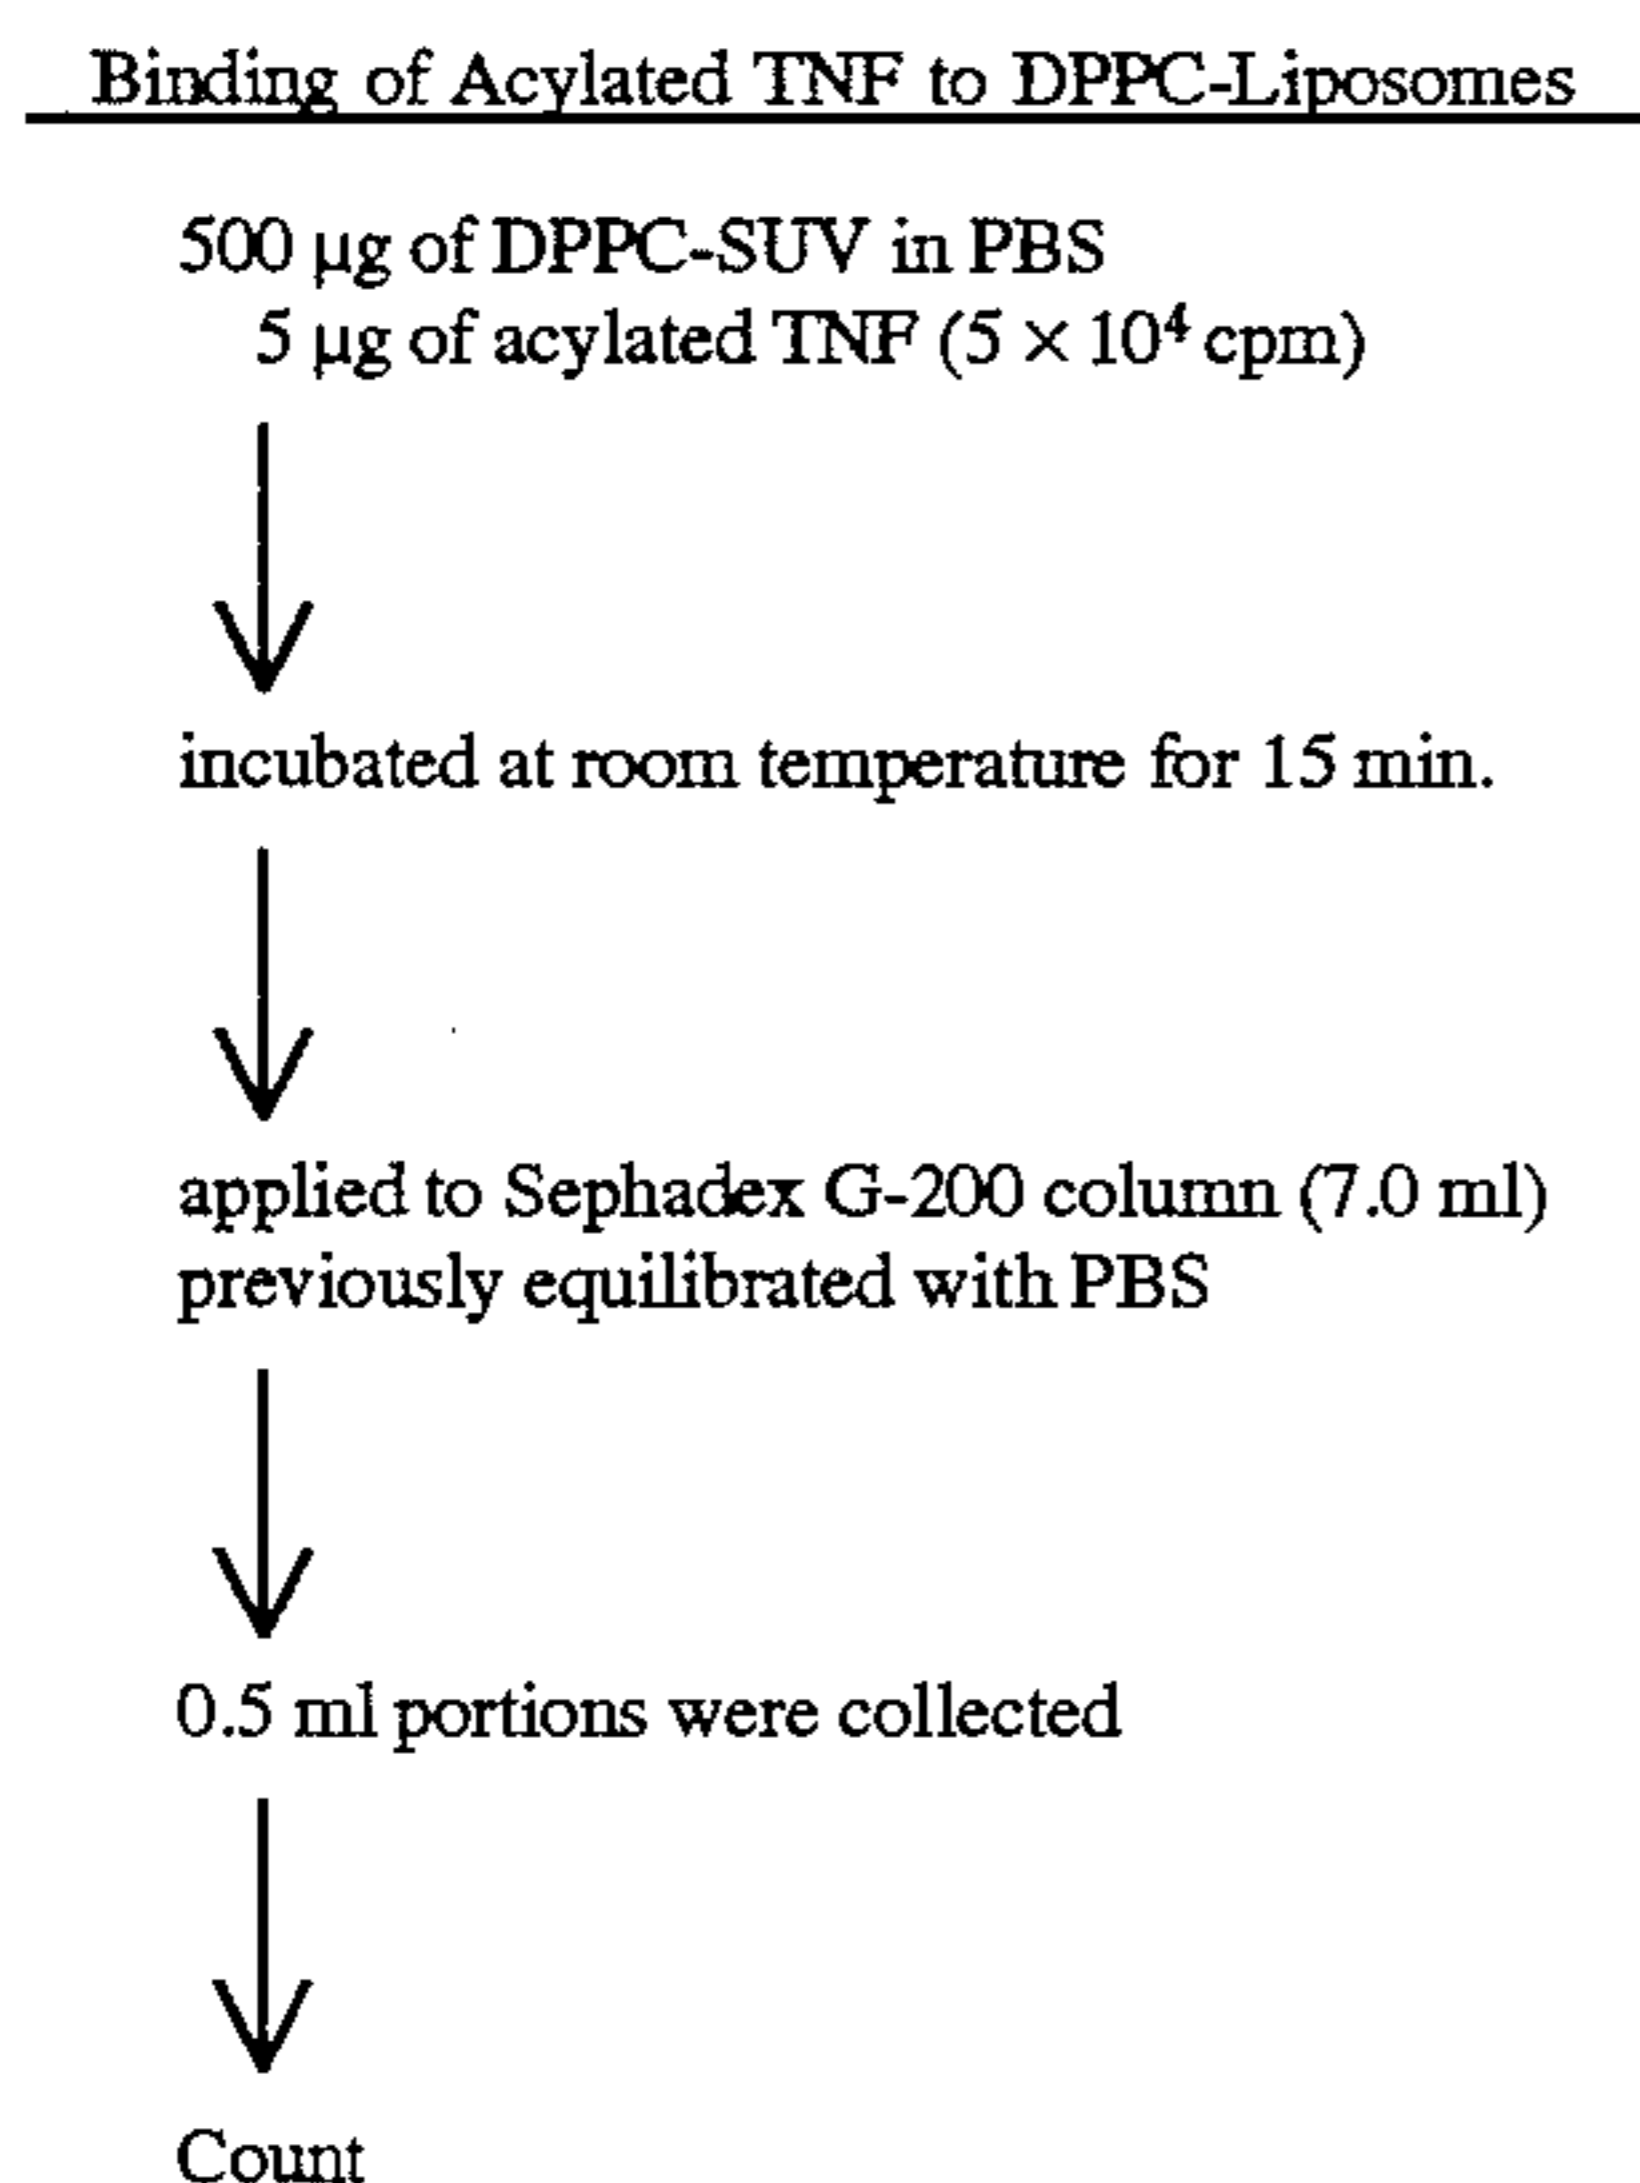 Binding of Acylated TNF to DPPC-Liposomes
500 µg of DPPC-SUV in PBS
5 µg of acylated TNF (5 × 10⁴ cpm)
incubated at room temperature for 15 min.
applied to Sephadex G-200 column (7.0 ml)
previously equilibrated with PBS
0.5 ml portions were collected
Count